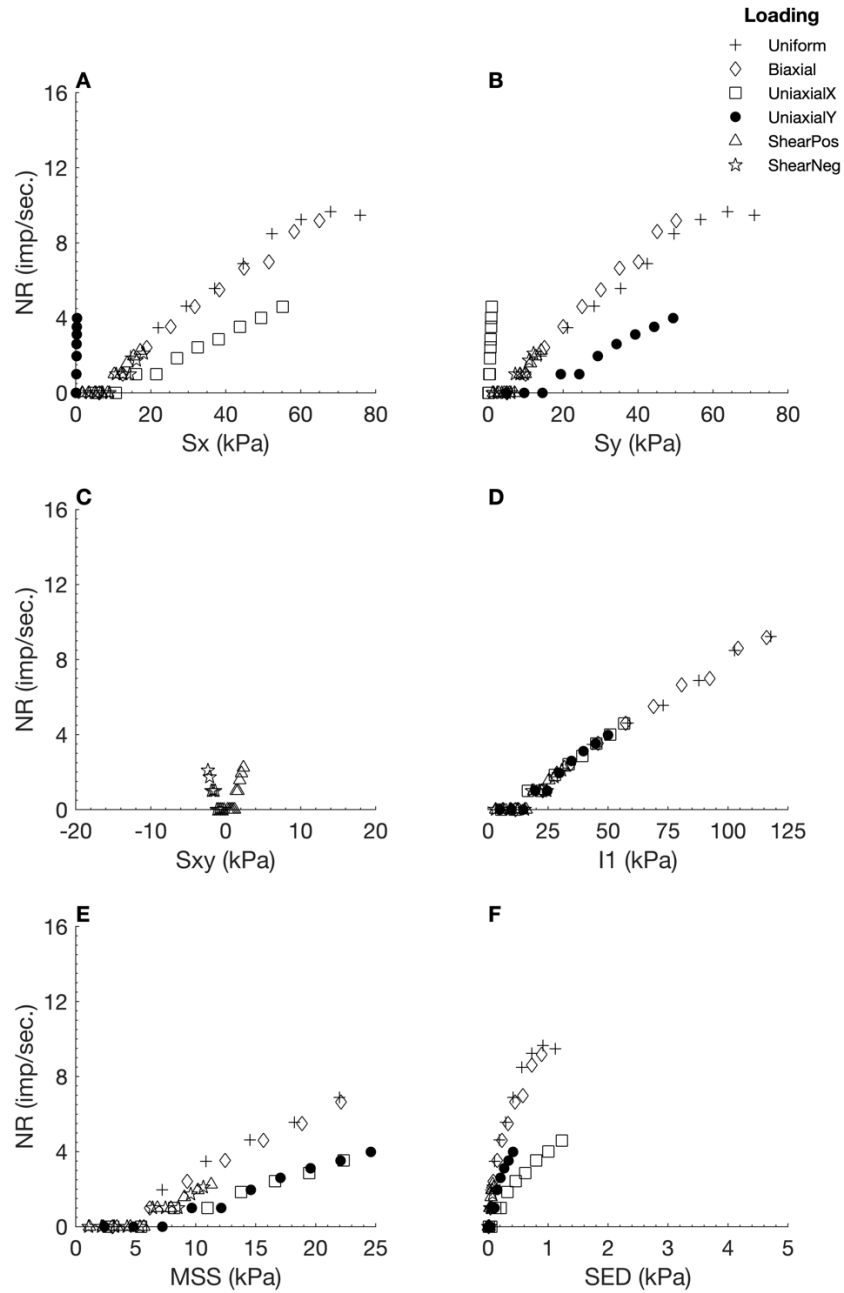 Loading
Uniform
Biaxial
UniaxialX
UniaxialY
ShearPos
ShearNeg
A
16
12
8
4
0
NR (imp/sec.)
0 20 40 60 80
Sx (kPa)
B
16
12
8
4
0
0 20 40 60 80
Sy (kPa)
C
16
12
8
4
0
NR (imp/sec.)
-20 -10 0 10 20
Sxy (kPa)
D
16
12
8
4
0
0 25 50 75 100 125
I1 (kPa)
E
16
12
8
4
0
NR (imp/sec.)
0 5 10 15 20 25
MSS (kPa)
F
16
12
8
4
0
0 1 2 3 4 5
SED (kPa)